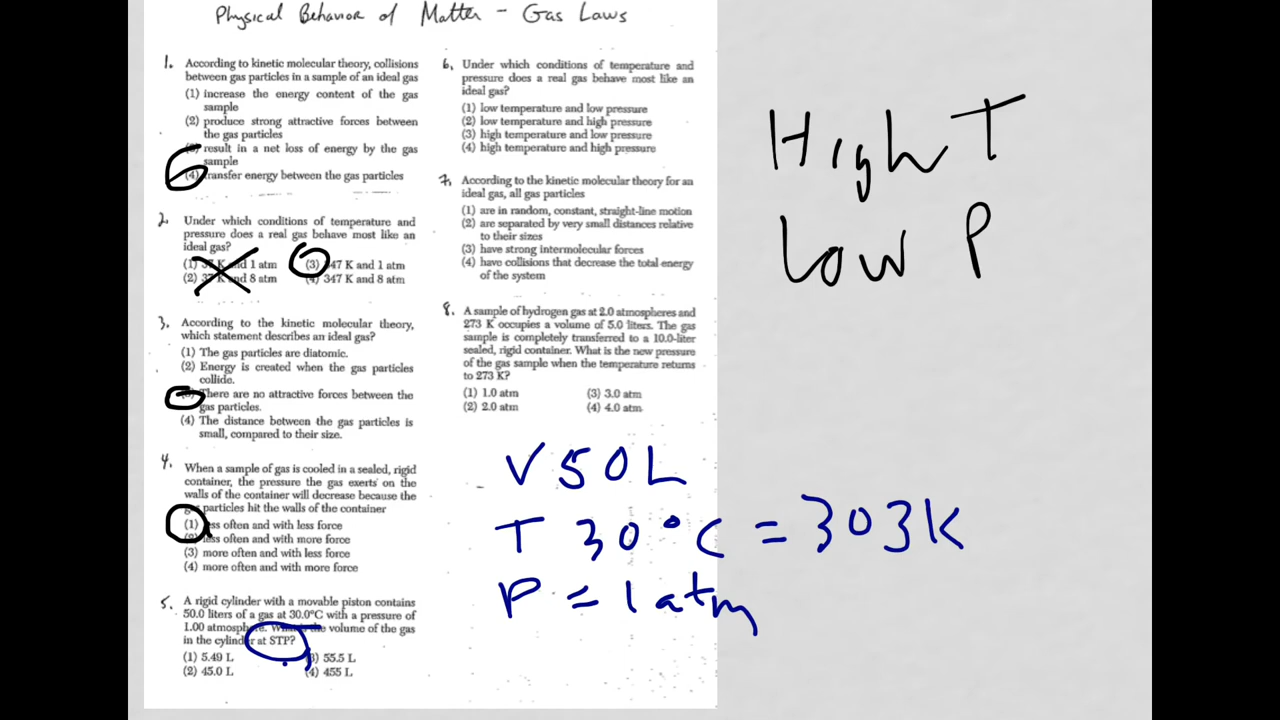 Physical Behavior of Matter - Gas Laws
1. According to kinetic molecular theory, collisions
between gas particles in a sample of an ideal gas
(1) increase the energy content of the gas
sample
(2) produce strong attractive forces between
the gas particles
result in a net loss of energy by the gas
sample
(4) transfer energy between the gas particles
2. Under which conditions of temperature and
pressure does a real gas behave most like an
ideal gas?
(1) 37 K and 1 atm (3) 347 K and 1 atm
(2) 37 K and 8 atm (4) 347 K and 8 atm
3. According to the kinetic molecular theory,
which statement describes an ideal gas?
(1) The gas particles are diatomic.
(2) Energy is created when the gas particles
collide.
There are no attractive forces between the
gas particles.
(4) The distance between the gas particles is
small, compared to their size.
4. When a sample of gas is cooled in a sealed, rigid
container, the pressure the gas exerts on the
walls of the container will decrease because the
gas particles hit the walls of the container
(1) less often and with less force
(2) less often and with more force
(3) more often and with less force
(4) more often and with more force
5. A rigid cylinder with a movable piston contains
50.0 liters of a gas at 30.0°C with a pressure of
1.00 atmosphere. What is the volume of the gas
in the cylinder at STP?
(1) 5.49 L (3) 55.5 L
(2) 45.0 L (4) 455 L
6. Under which conditions of temperature and
pressure does a real gas behave most like an
ideal gas?
(1) low temperature and low pressure
(2) low temperature and high pressure
(3) high temperature and low pressure
(4) high temperature and high pressure
7. According to the kinetic molecular theory for an
ideal gas, all gas particles
(1) are in random, constant, straight-line motion
(2) are separated by very small distances relative
to their sizes
(3) have strong intermolecular forces
(4) have collisions that decrease the total energy
of the system
8. A sample of hydrogen gas at 2.0 atmospheres and
273 K occupies a volume of 5.0 liters. The gas
sample is completely transferred to a 10.0-liter
sealed, rigid container. What is the new pressure
of the gas sample when the temperature returns
to 273 K?
(1) 1.0 atm (3) 3.0 atm
(2) 2.0 atm (4) 4.0 atm
V 50 L
T 30°C = 303K
P = 1 atm
High T
Low P